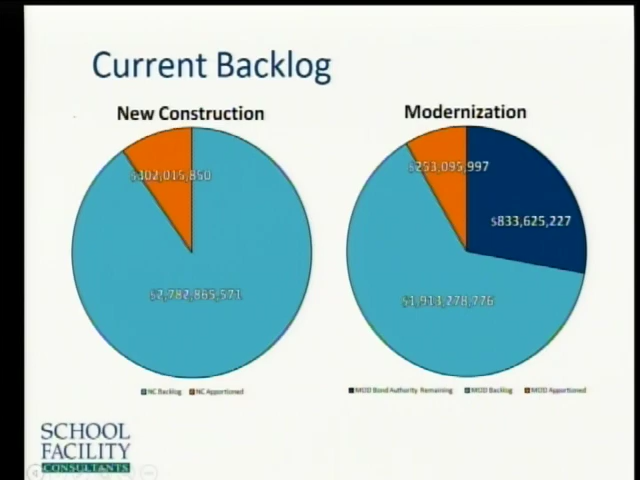 Current Backlog
New Construction
Modernization
$302,015,850
$253,095,997
$833,625,227
$2,782,865,571
$1,913,278,776
NC Backlog NC Apportioned
MOD Bond Authority Remaining MOD Backlog MOD Apportioned
SCHOOL
FACILITY
CONSULTANTS